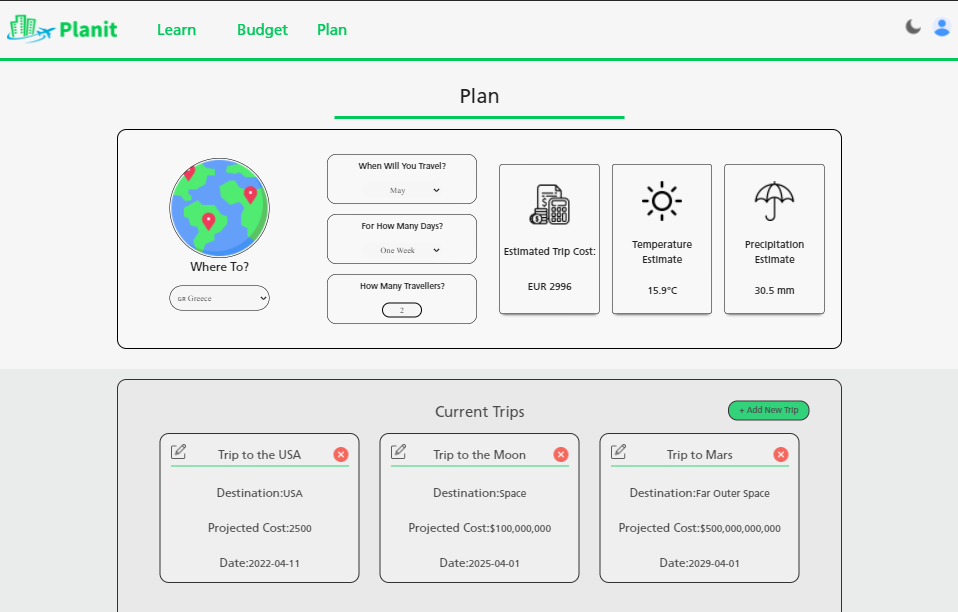 Planit
Learn
Budget
Plan
Plan
Where To?
GR Greece
When Will You Travel?
May
For How Many Days?
One Week
How Many Travellers?
2
Estimated Trip Cost:
EUR 2996
Temperature
Estimate
15.9°C
Precipitation
Estimate
30.5 mm
Current Trips
+ Add New Trip
Trip to the USA
Destination:USA
Projected Cost:2500
Date:2022-04-11
Trip to the Moon
Destination:Space
Projected Cost:$100,000,000
Date:2025-04-01
Trip to Mars
Destination:Far Outer Space
Projected Cost:$500,000,000,000
Date:2029-04-01